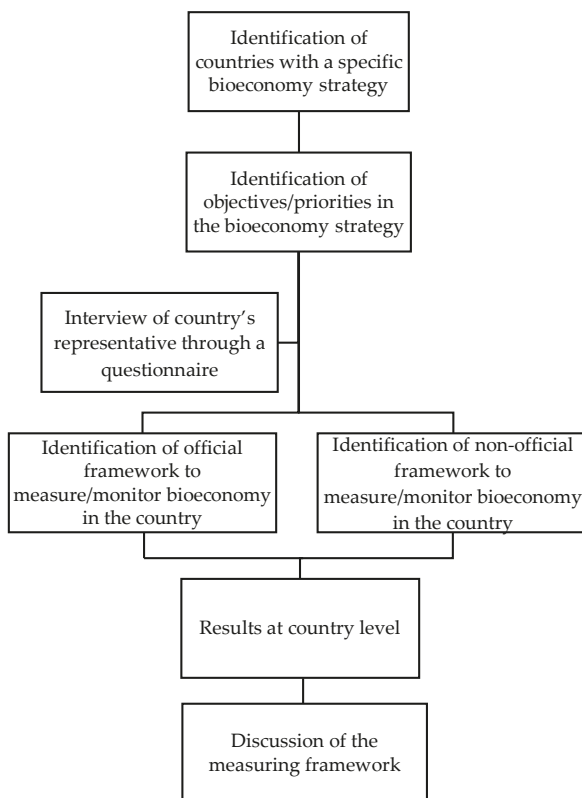 Identification of
countries with a specific
bioeconomy strategy
Identification of
objectives/priorities in
the bioeconomy strategy
Interview of country's
representative through a
questionnaire
Identification of official
framework to
measure/monitor bioeconomy
in the country
Identification of non-official
framework to
measure/monitor bioeconomy
in the country
Results at country level
Discussion of the
measuring framework